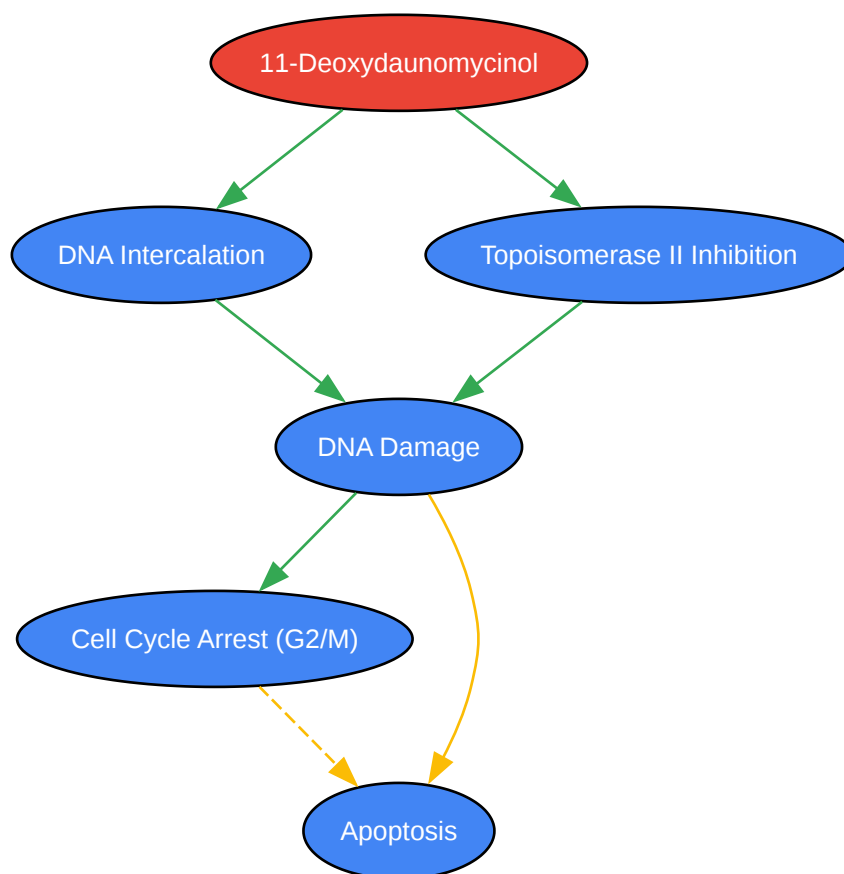 11-Deoxydaunomycinol
DNA Intercalation
Topoisomerase II Inhibition
DNA Damage
Cell Cycle Arrest (G2/M)
Apoptosis